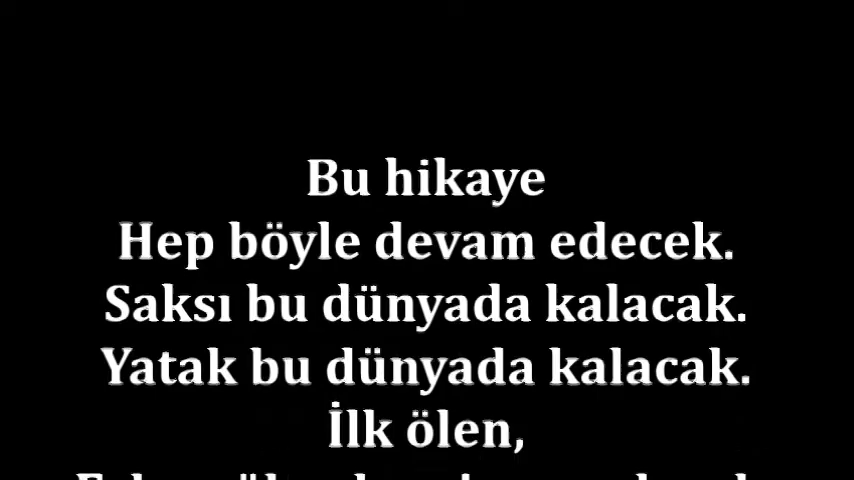 Bu hikaye
Hep böyle devam edecek.
Saksı bu dünyada kalacak.
Yatak bu dünyada kalacak.
İlk ölen,